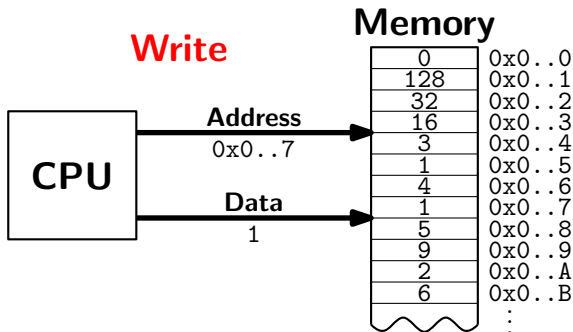 Memory
Write
0 0x0..0
128 0x0..1
32 0x0..2
Address 16 0x0..3
0x0..7 3 0x0..4
CPU 1 0x0..5
4 0x0..6
Data 1 0x0..7
1 5 0x0..8
9 0x0..9
2 0x0..A
6 0x0..B
⋮